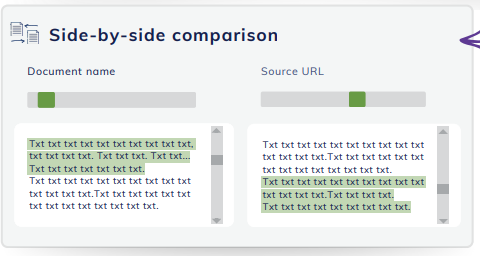 Side-by-side comparison
Document name
Txt txt txt txt txt txt txt txt txt txt,
txt txt txt txt. Txt txt txt. Txt txt...
Txt txt txt txt txt txt txt.
Txt txt txt txt txt txt txt txt txt txt
txt txt txt txt.Txt txt txt txt txt txt
txt txt txt txt txt txt txt txt.
Source URL
Txt txt txt txt txt txt txt txt txt txt
txt txt txt txt.Txt txt txt txt txt txt
txt txt txt txt txt txt txt txt.
Txt txt txt txt txt txt txt txt txt txt
txt txt txt txt.Txt txt txt txt.
Txt txt txt txt txt txt txt txt txt.